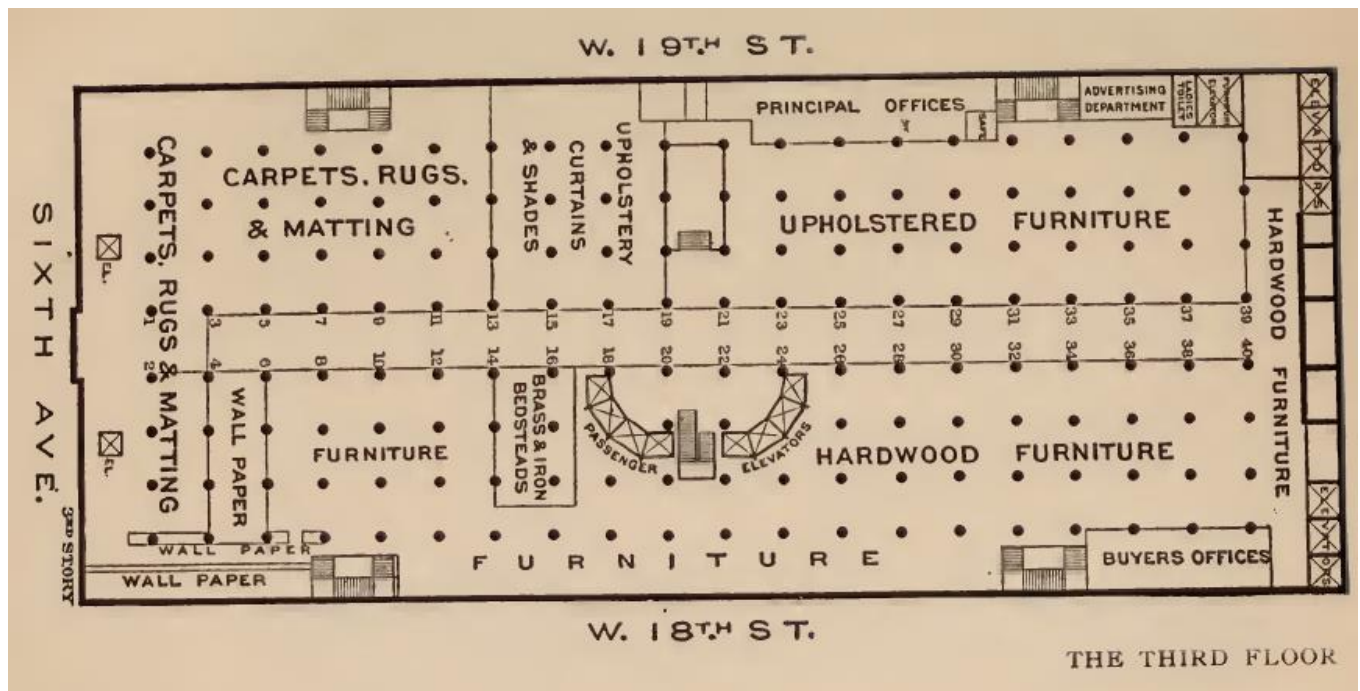 W. 19TH ST.
SIXTH AVE.
3RD STORY
CARPETS, RUGS & MATTING
CARPETS, RUGS,
& MATTING
UPHOLSTERY
CURTAINS
& SHADES
PRINCIPAL OFFICES
SAFE
ADVERTISING
DEPARTMENT
LADIES
TOILET
ELEVATORS
UPHOLSTERED FURNITURE
HARDWOOD FURNITURE
EL.
EL.
1 3 5 7 9 11 13 15 17 19 21 23 25 27 29 31 33 35 37 39
2 4 6 8 10 12 14 16 18 20 22 24 26 28 30 32 34 36 38 40
WALL PAPER
FURNITURE
BRASS & IRON
BEDSTEADS
PASSENGER ELEVATORS
HARDWOOD FURNITURE
WALL PAPER
WALL PAPER
FURNITURE
BUYERS OFFICES
ELEVTORS
W. 18TH ST.
THE THIRD FLOOR